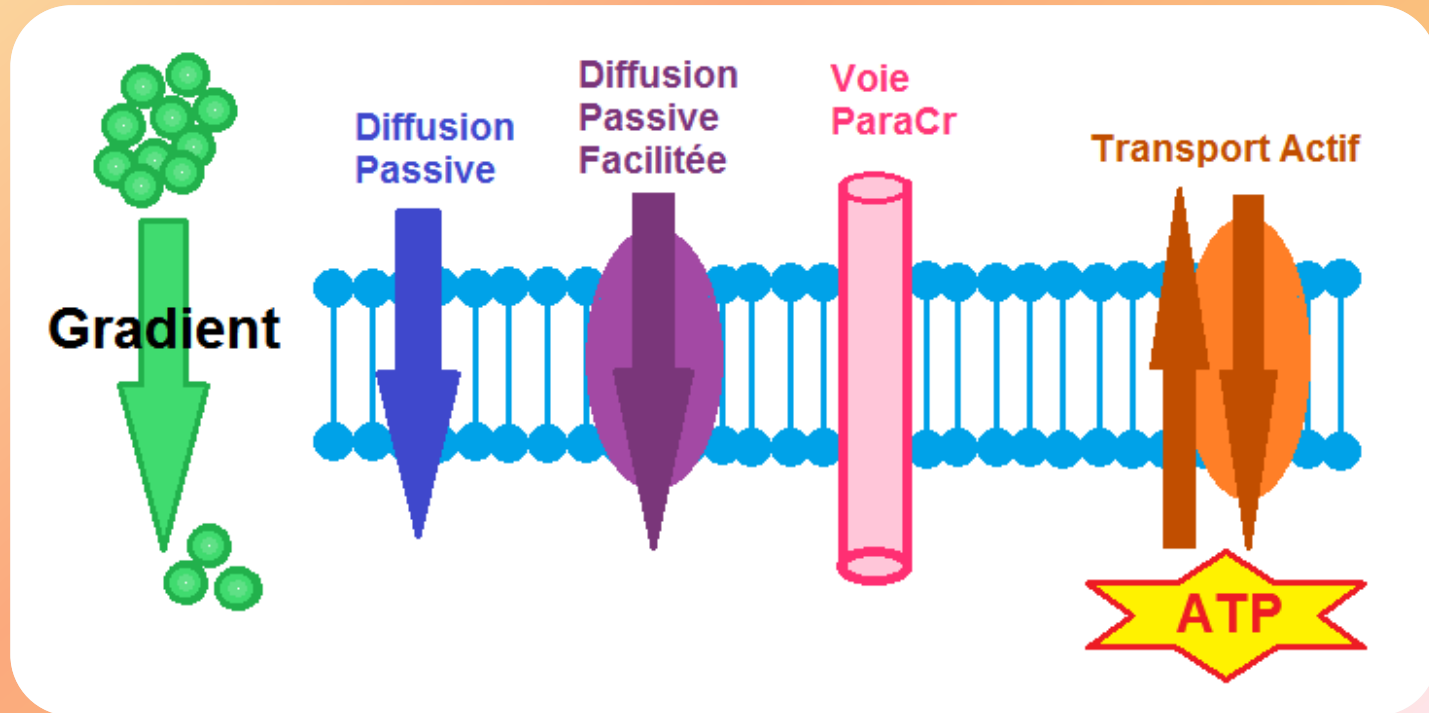 Gradient
Diffusion
Passive
Diffusion
Passive
Facilitée
Voie
ParaCr
Transport Actif
ATP